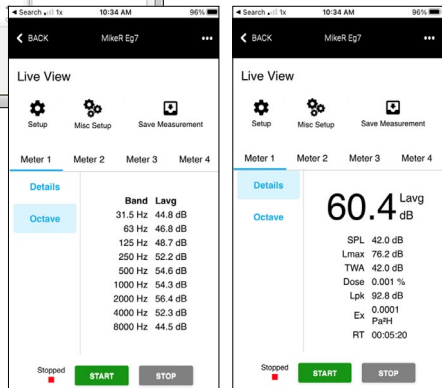 Search 1x 10:34 AM 96%
BACK MikeR Eg7
Live View
Setup Misc Setup Save Measurement
Meter 1 Meter 2 Meter 3 Meter 4
Details
Octave
Band Lavg
31.5 Hz 44.8 dB
63 Hz 46.8 dB
125 Hz 48.7 dB
250 Hz 52.2 dB
500 Hz 54.6 dB
1000 Hz 54.3 dB
2000 Hz 56.4 dB
4000 Hz 52.3 dB
8000 Hz 44.5 dB
Stopped START STOP
Search 1x 10:34 AM 96%
BACK MikeR Eg7
Live View
Setup Misc Setup Save Measurement
Meter 1 Meter 2 Meter 3 Meter 4
Details
Octave
60.4 Lavg dB
SPL 42.0 dB
Lmax 76.2 dB
TWA 42.0 dB
Dose 0.001 %
Lpk 92.8 dB
Ex 0.0001 Pa²H
RT 00:05:20
Stopped START STOP